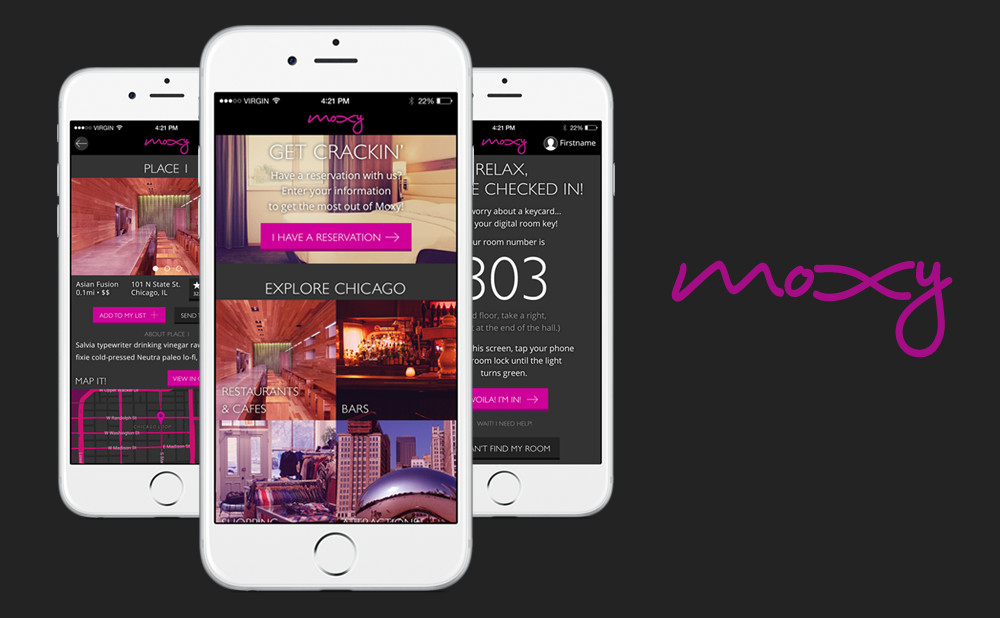 VIRGIN
4:21 PM
moxy
PLACE 1
Asian Fusion
0.1mi • $$
101 N State St.
Chicago, IL
ADD TO MY LIST +
SEND
ABOUT PLACE 1
Salvia typewriter drinking vinegar
fixie cold-pressed Neutra paleo lo-fi,
MAP IT!
VIEW IN
W Randolph St
W Washington St
W Madison St
VIRGIN
4:21 PM
22%
moxy
GET CRACKIN'
Have a reservation with us?
Enter your information
to get the most out of Moxy!
I HAVE A RESERVATION →
EXPLORE CHICAGO
RESTAURANTS
& CAFES
BARS
SHOPPING
ATTRACTIONS
4:21 PM
22%
moxy
Firstname
RELAX,
CHECKED IN!
worry about a keycard...
your digital room key!
room number is
303
floor, take a right,
at the end of the hall.)
this screen, tap your phone
room lock until the light
turns green.
VOILA! I'M IN! →
WAIT! I NEED HELP!
CAN'T FIND MY ROOM
moxy